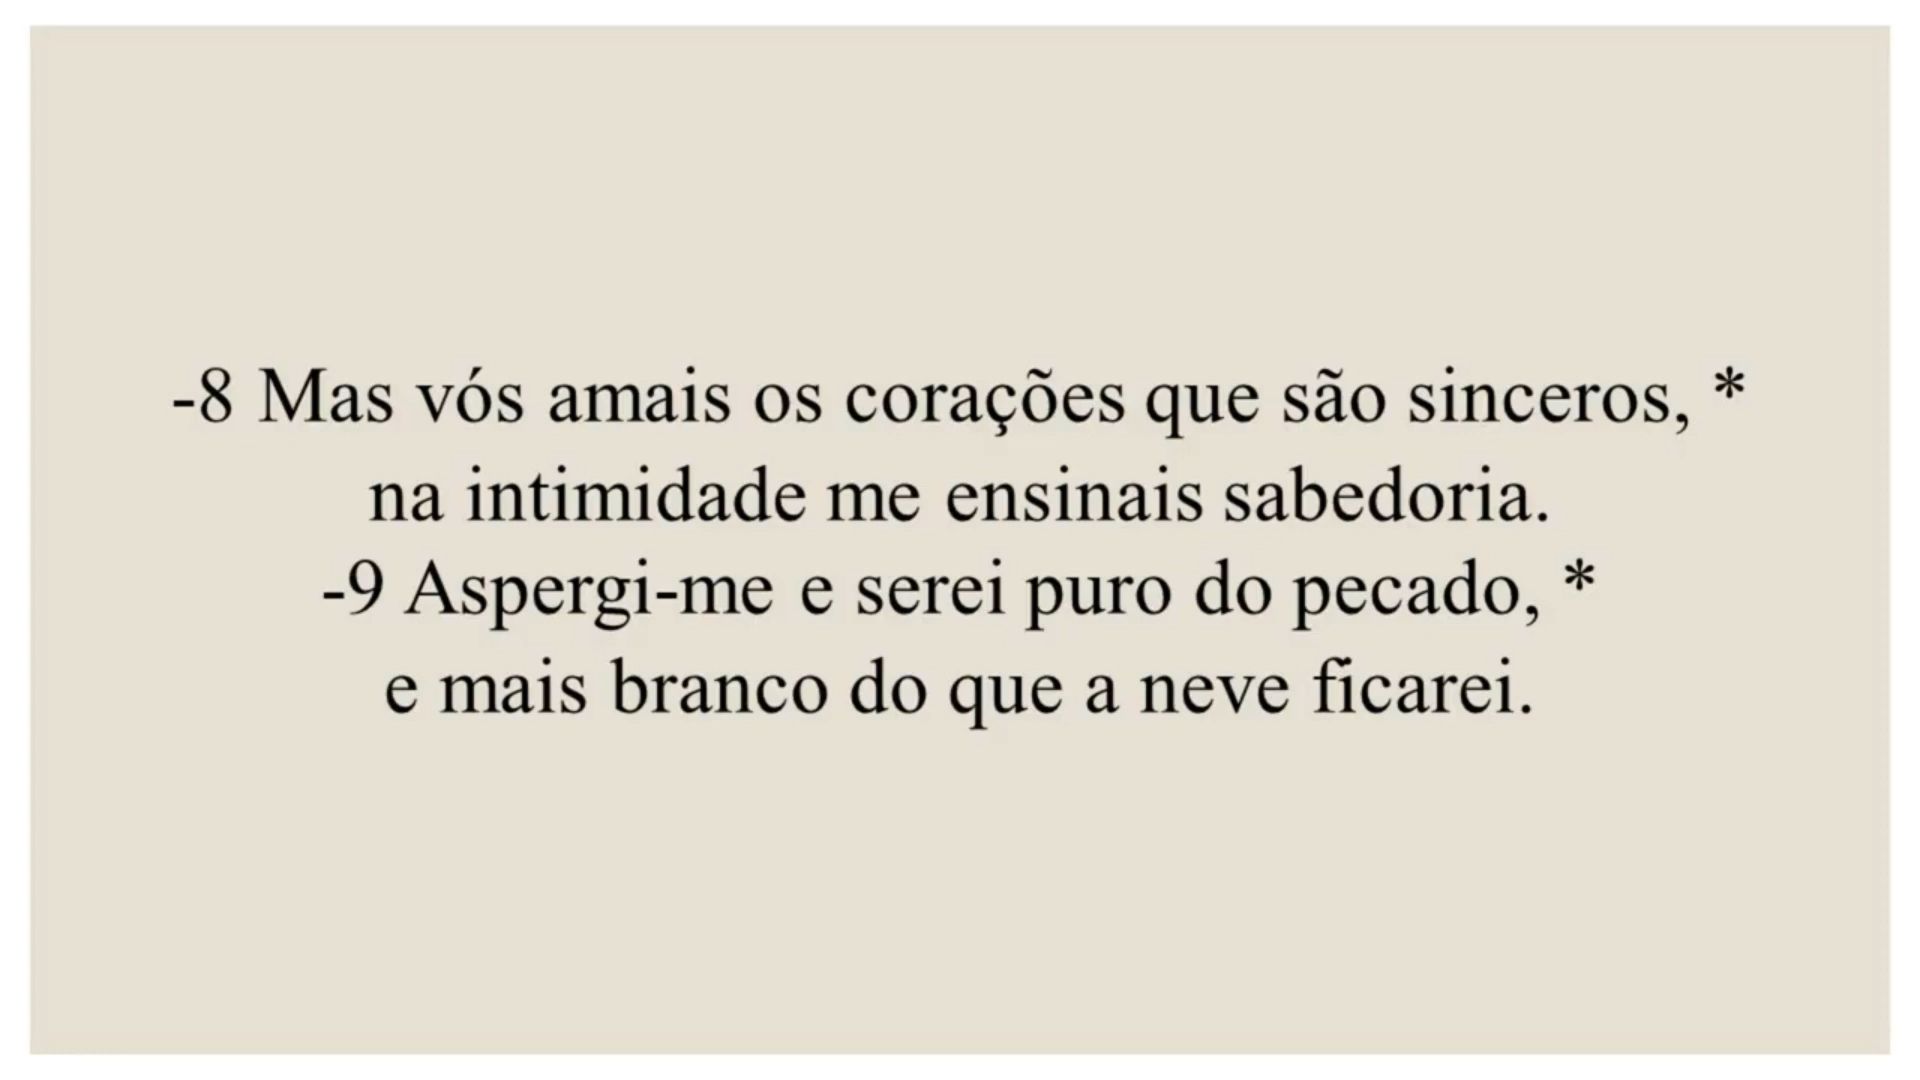 -8 Mas vós amais os corações que são sinceros, *
na intimidade me ensinais sabedoria.
-9 Aspergi-me e serei puro do pecado, *
e mais branco do que a neve ficarei.